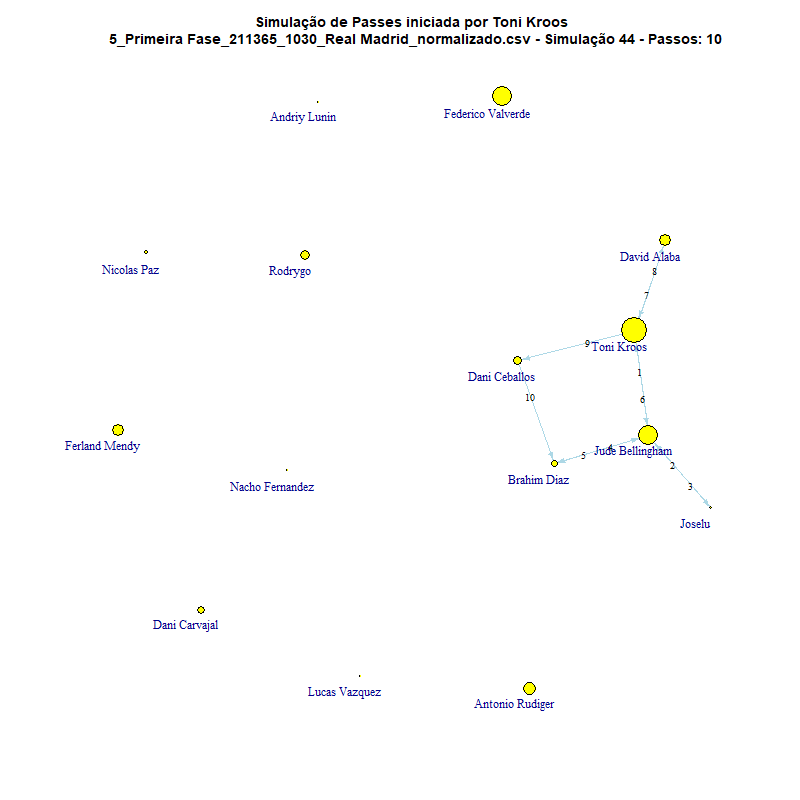 Simulação de Passes iniciada por Toni Kroos
5_Primeira Fase_211365_1030_Real Madrid_normalizado.csv - Simulação 44 - Passos: 10
Andriy Lunin
Federico Valverde
David Alaba
Nicolas Paz
Rodrygo
8
7
9
Toni Kroos
Dani Ceballos
1
10
6
Ferland Mendy
4
Jude Bellingham
5
2
Brahim Diaz
3
Nacho Fernandez
Joselu
Dani Carvajal
Lucas Vazquez
Antonio Rudiger